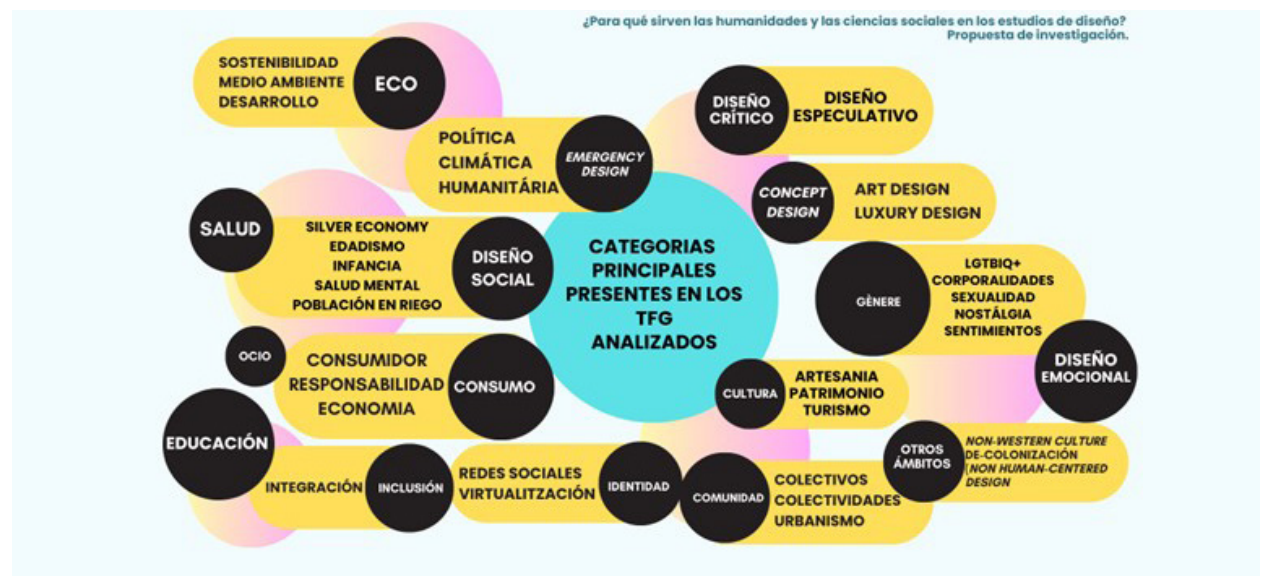 ¿Para qué sirven las humanidades y las ciencias sociales en los estudios de diseño?
Propuesta de investigación.
SOSTENIBILIDAD
MEDIO AMBIENTE
DESARROLLO
ECO
POLÍTICA
CLIMÁTICA
HUMANITÁRIA
EMERGENCY
DESIGN
DISEÑO
CRÍTICO
DISEÑO
ESPECULATIVO
CONCEPT
DESIGN
ART DESIGN
LUXURY DESIGN
SALUD
SILVER ECONOMY
EDADISMO
INFANCIA
SALUD MENTAL
POBLACIÓN EN RIEGO
DISEÑO
SOCIAL
CATEGORIAS
PRINCIPALES
PRESENTES EN LOS
TFG
ANALIZADOS
GÈNERE
LGTBIQ+
CORPORALIDADES
SEXUALIDAD
NOSTÁLGIA
SENTIMIENTOS
DISEÑO
EMOCIONAL
OCIO
CONSUMIDOR
RESPONSABILIDAD
ECONOMIA
CONSUMO
CULTURA
ARTESANIA
PATRIMONIO
TURISMO
EDUCACIÓN
INTEGRACIÓN
INCLUSIÓN
REDES SOCIALES
VIRTUALITZACIÓN
IDENTIDAD
COMUNIDAD
COLECTIVOS
COLECTIVIDADES
URBANISMO
OTROS
ÁMBITOS
NON-WESTERN CULTURE
DE-COLONIZACIÓN
(NON HUMAN-CENTERED
DESIGN